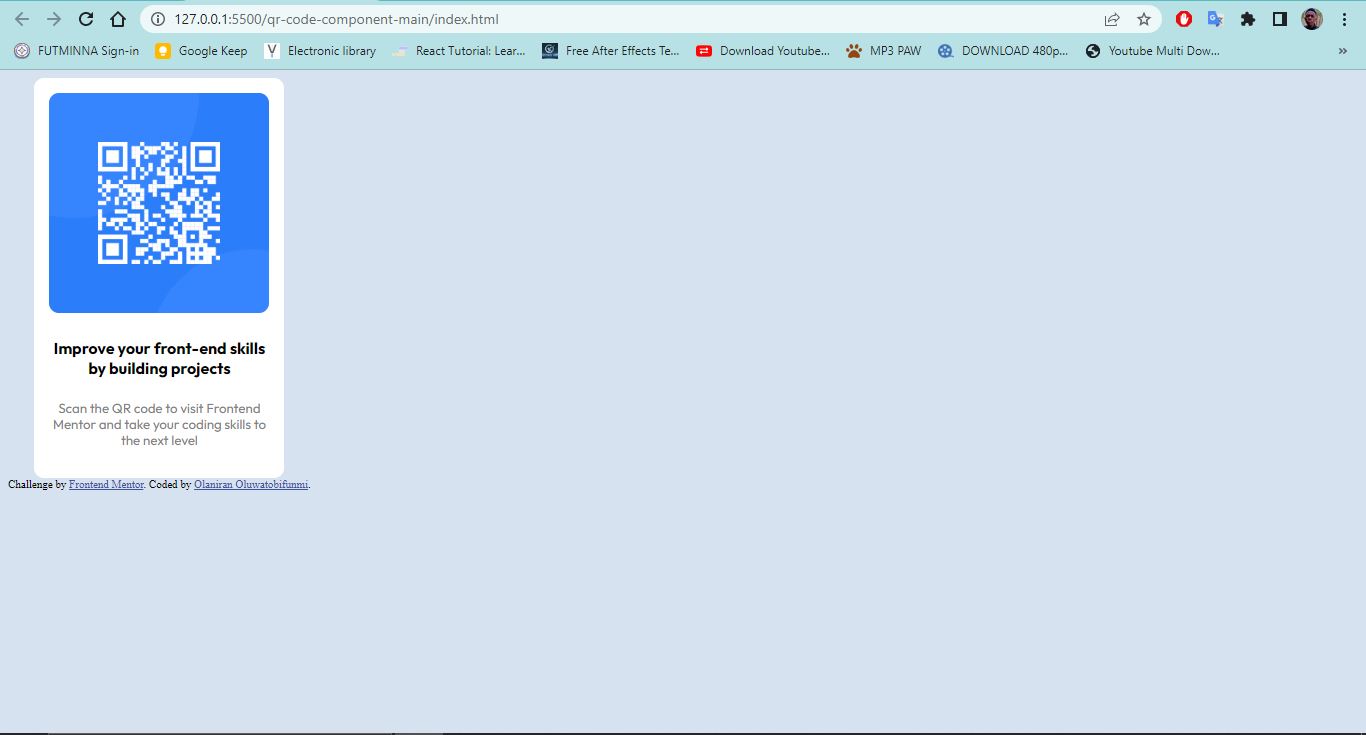 127.0.0.1:5500/qr-code-component-main/index.html
FUTMINNA Sign-in Google Keep Electronic library React Tutorial: Lear... Free After Effects Te... Download Youtube... MP3 PAW DOWNLOAD 480p... Youtube Multi Dow... »
Improve your front-end skills
by building projects
Scan the QR code to visit Frontend
Mentor and take your coding skills to
the next level
Challenge by Frontend Mentor. Coded by Olaniran Oluwatobifunmi.